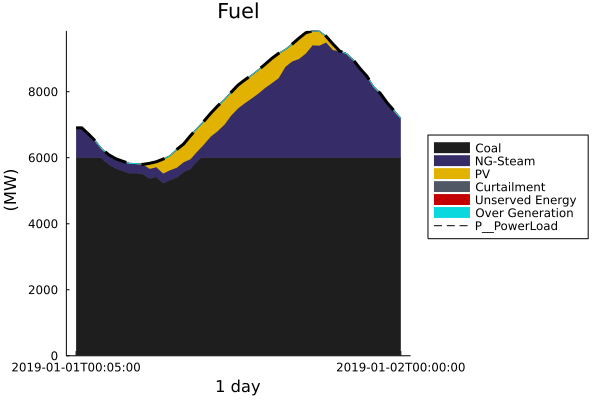 Fuel
(MW)
8000
6000
4000
2000
0
2019-01-01T00:05:00
2019-01-02T00:00:00
1 day
Coal
NG-Steam
PV
Curtailment
Unserved Energy
Over Generation
P__PowerLoad